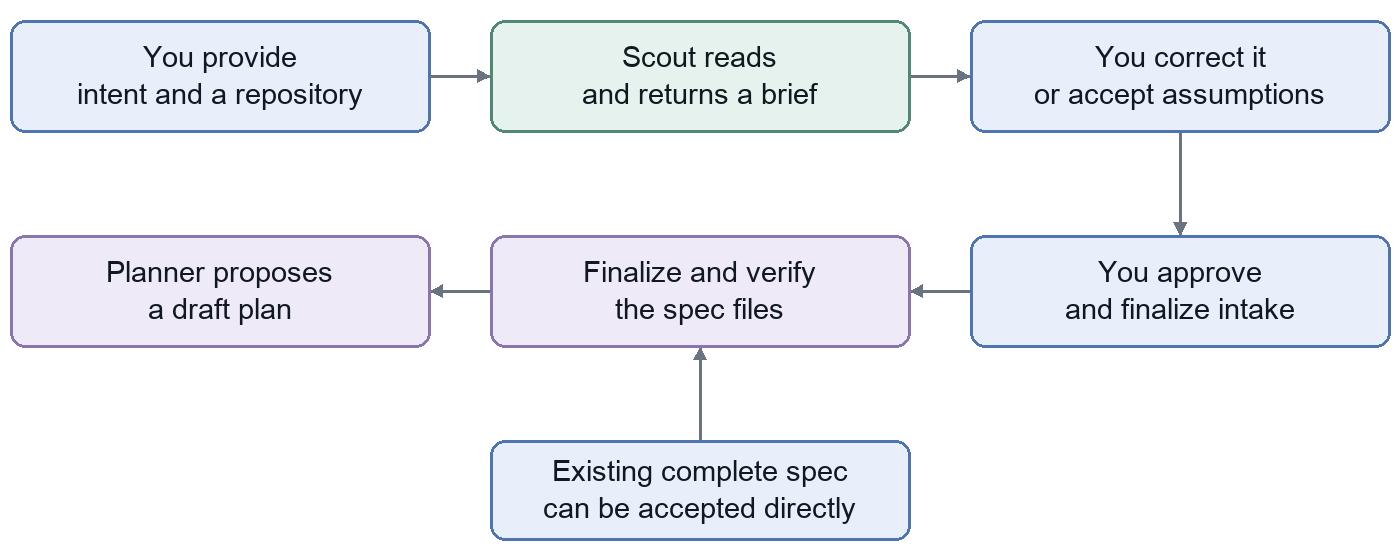 You provide
intent and a repository
Scout reads
and returns a brief
You correct it
or accept assumptions
Planner proposes
a draft plan
Finalize and verify
the spec files
You approve
and finalize intake
Existing complete spec
can be accepted directly